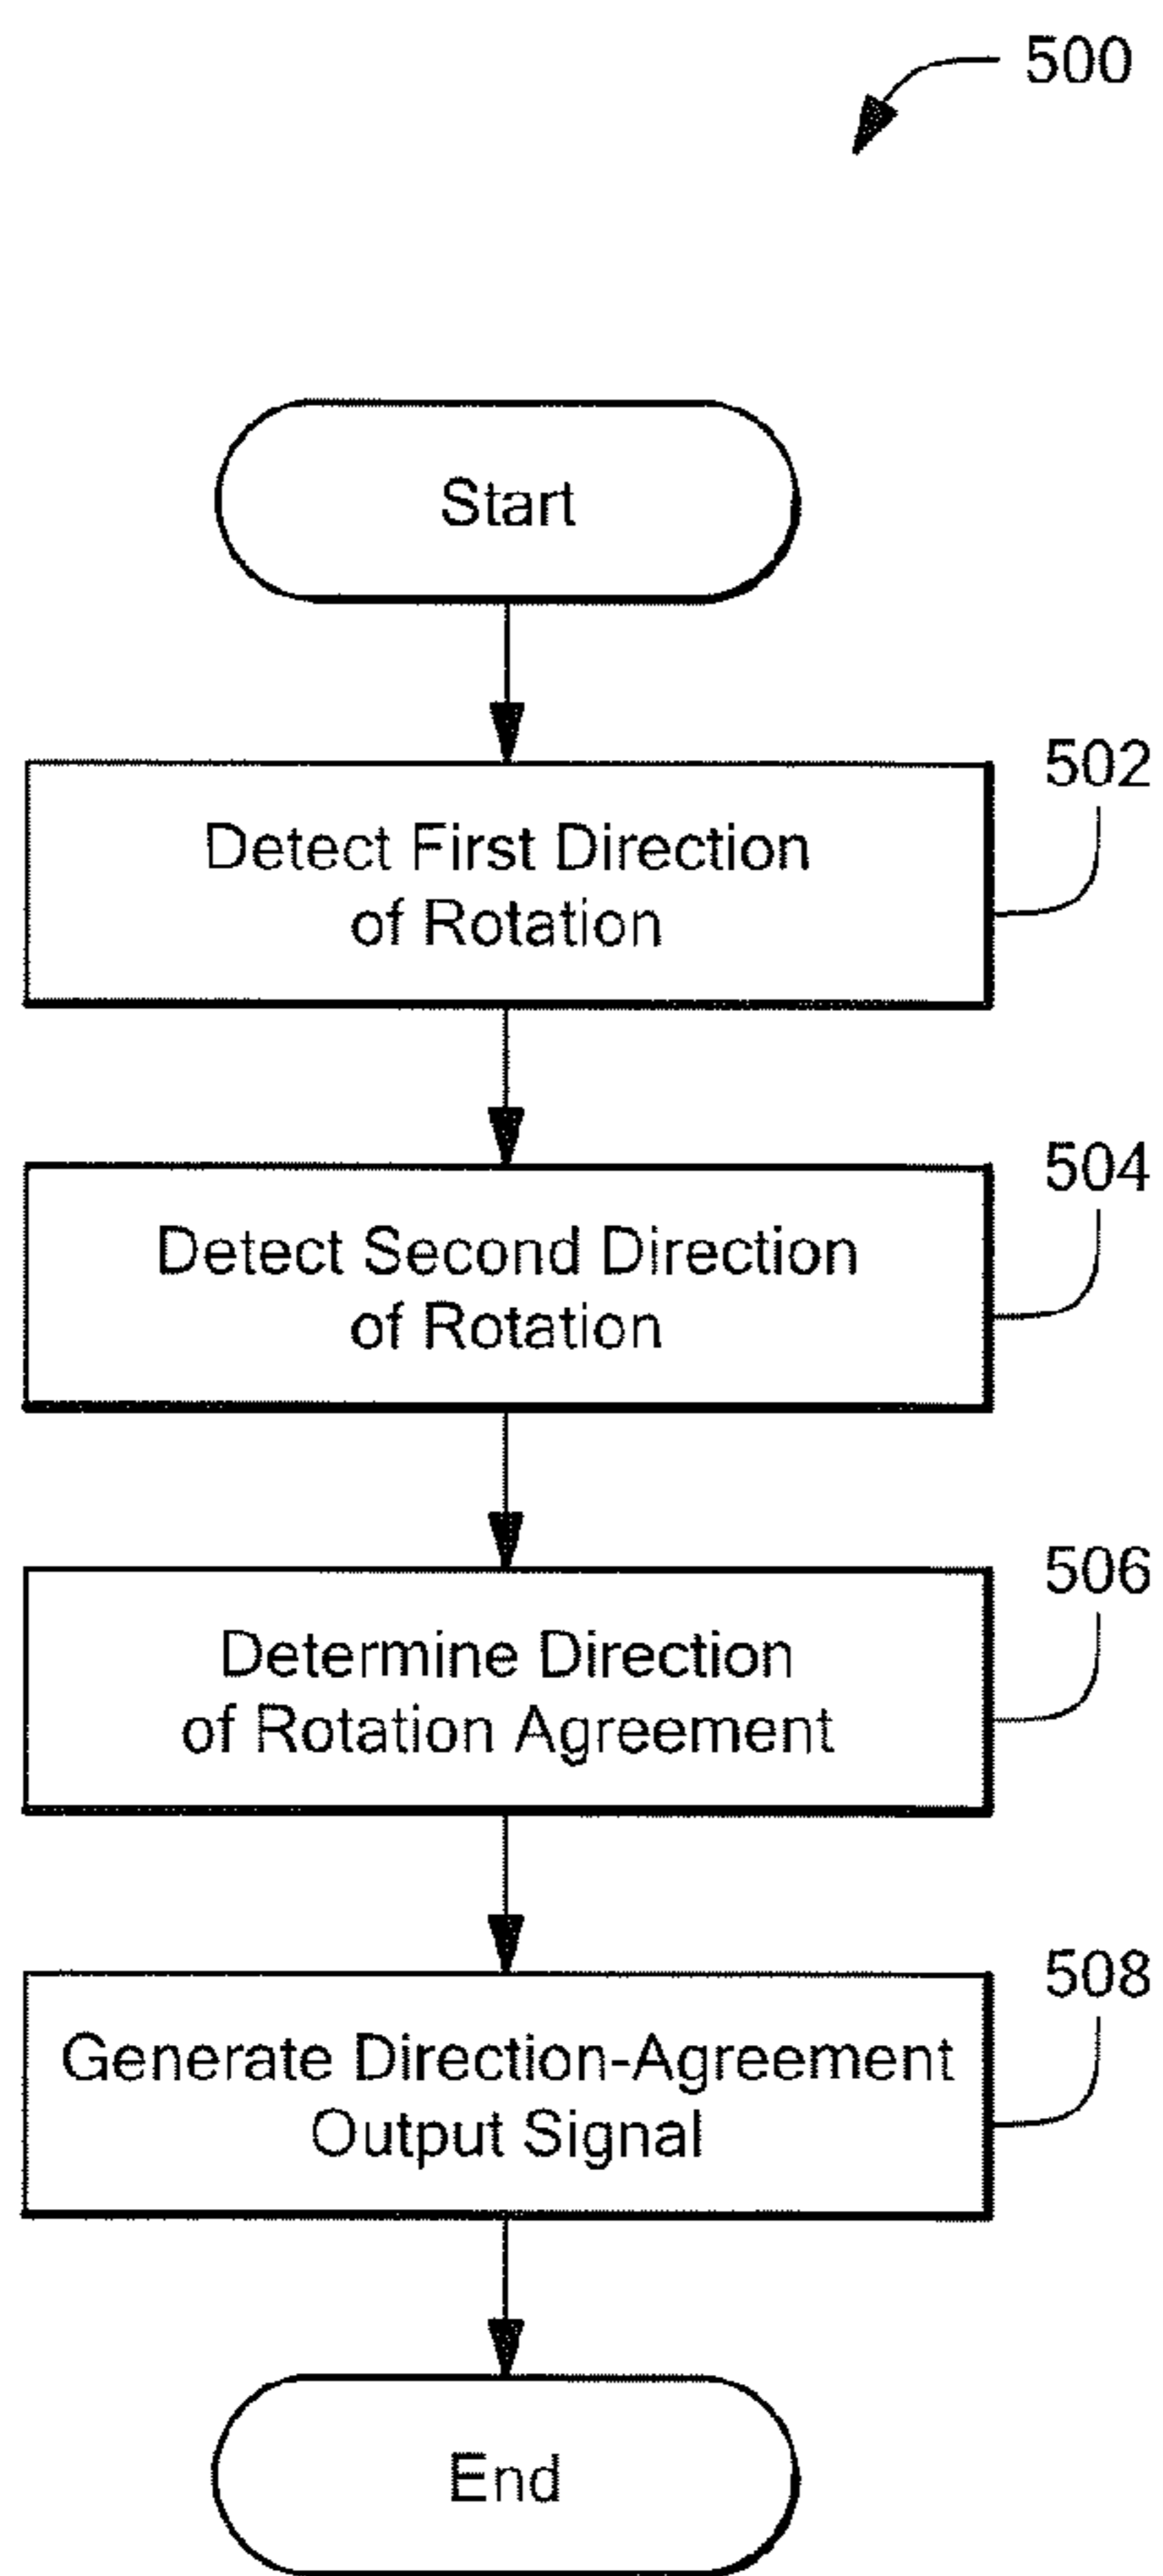 500
Start
502
Detect First Direction
of Rotation
504
Detect Second Direction
of Rotation
506
Determine Direction
of Rotation Agreement
508
Generate Direction-Agreement
Output Signal
End